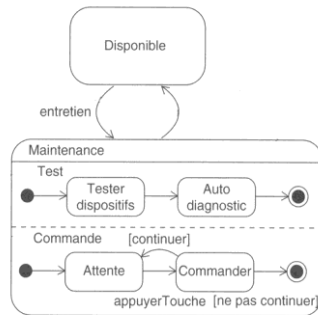 Disponible
entretien
Maintenance
Test
Tester
dispositifs
Auto
diagnostic
Commande
[continuer]
Attente
Commander
appuyerTouche [ne pas continuer]